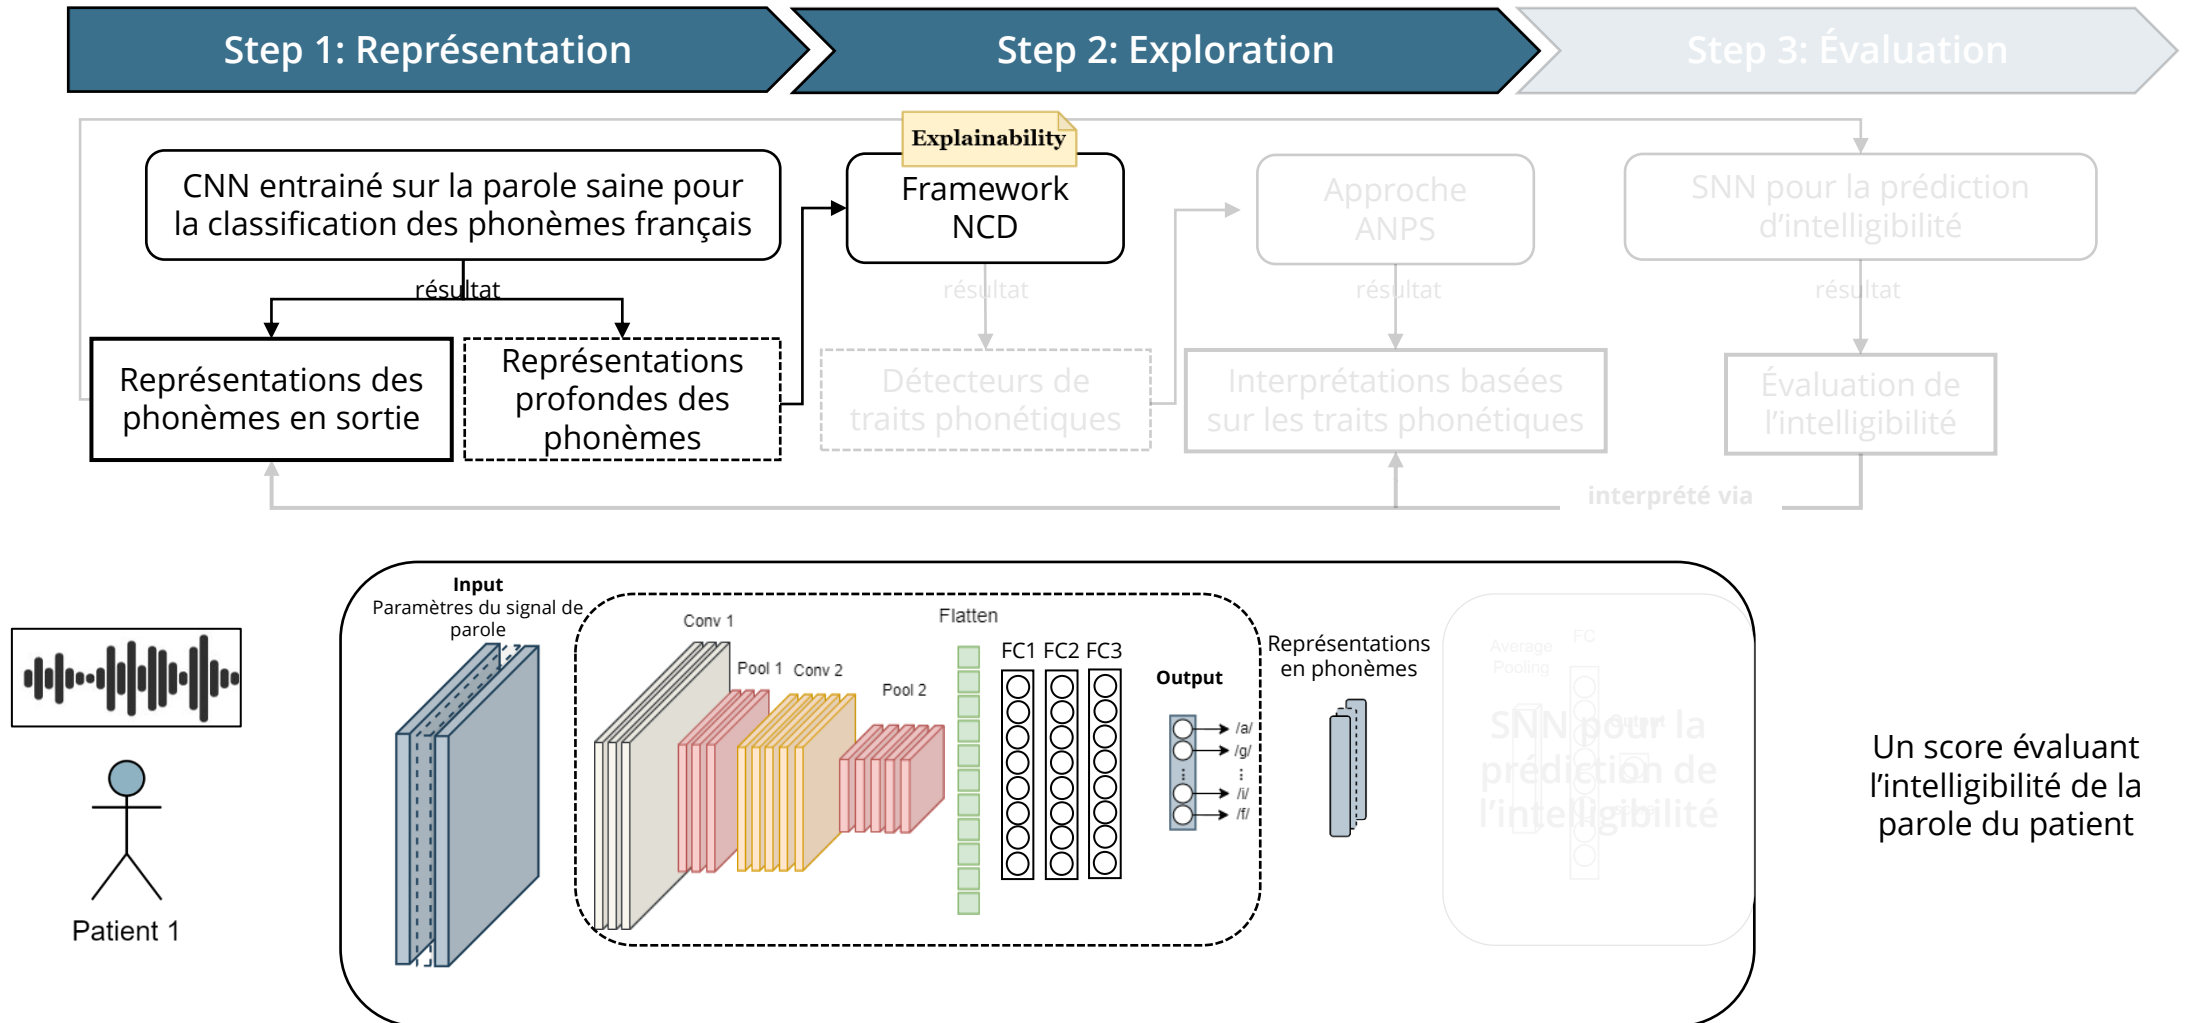 Step 1: Représentation
Step 2: Exploration
Step 3: Évaluation
Explainability
CNN entrainé sur la parole saine pour
la classification des phonèmes français
Framework
NCD
Approche
ANPS
SNN pour la prédiction
d’intelligibilité
résultat
résultat
résultat
résultat
Représentations des
phonèmes en sortie
Représentations
profondes des
phonèmes
Détecteurs de
traits phonétiques
Interprétations basées
sur les traits phonétiques
Évaluation de
l’intelligibilité
interprété via
Input
Paramètres du signal de
parole
Conv 1
Pool 1
Conv 2
Pool 2
Flatten
FC1 FC2 FC3
Output
/a/
/g/
/i/
/f/
Représentations
en phonèmes
Average
Pooling
FC
Output
SNN pour la
prédiction de
l’intelligibilité
Patient 1
Un score évaluant
l’intelligibilité de la
parole du patient